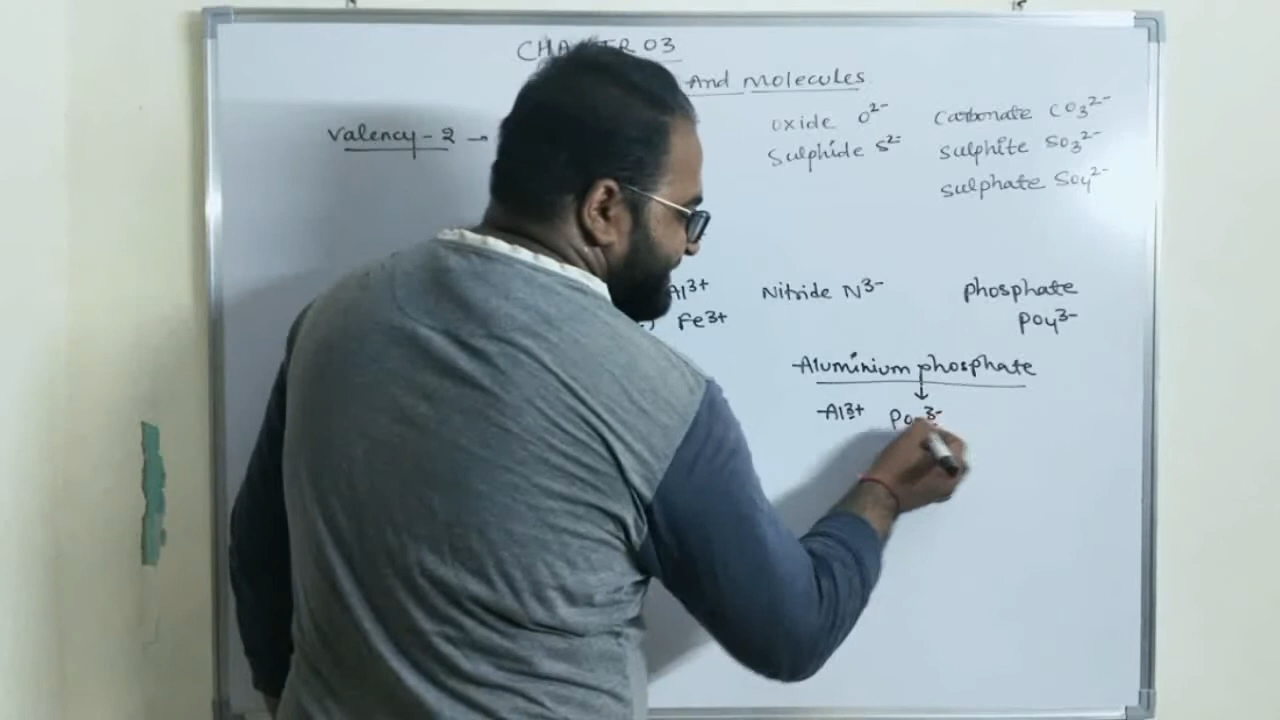 CHAPTER 03
And Molecules
Valency - 2 →
oxide O²⁻
Carbonate CO₃²⁻
Sulphide S²⁻
sulphite SO₃²⁻
sulphate SO₄²⁻
Al³⁺
Nitride N³⁻
phosphate
Fe³⁺
PO₄³⁻
Aluminium phosphate
↓
Al³⁺